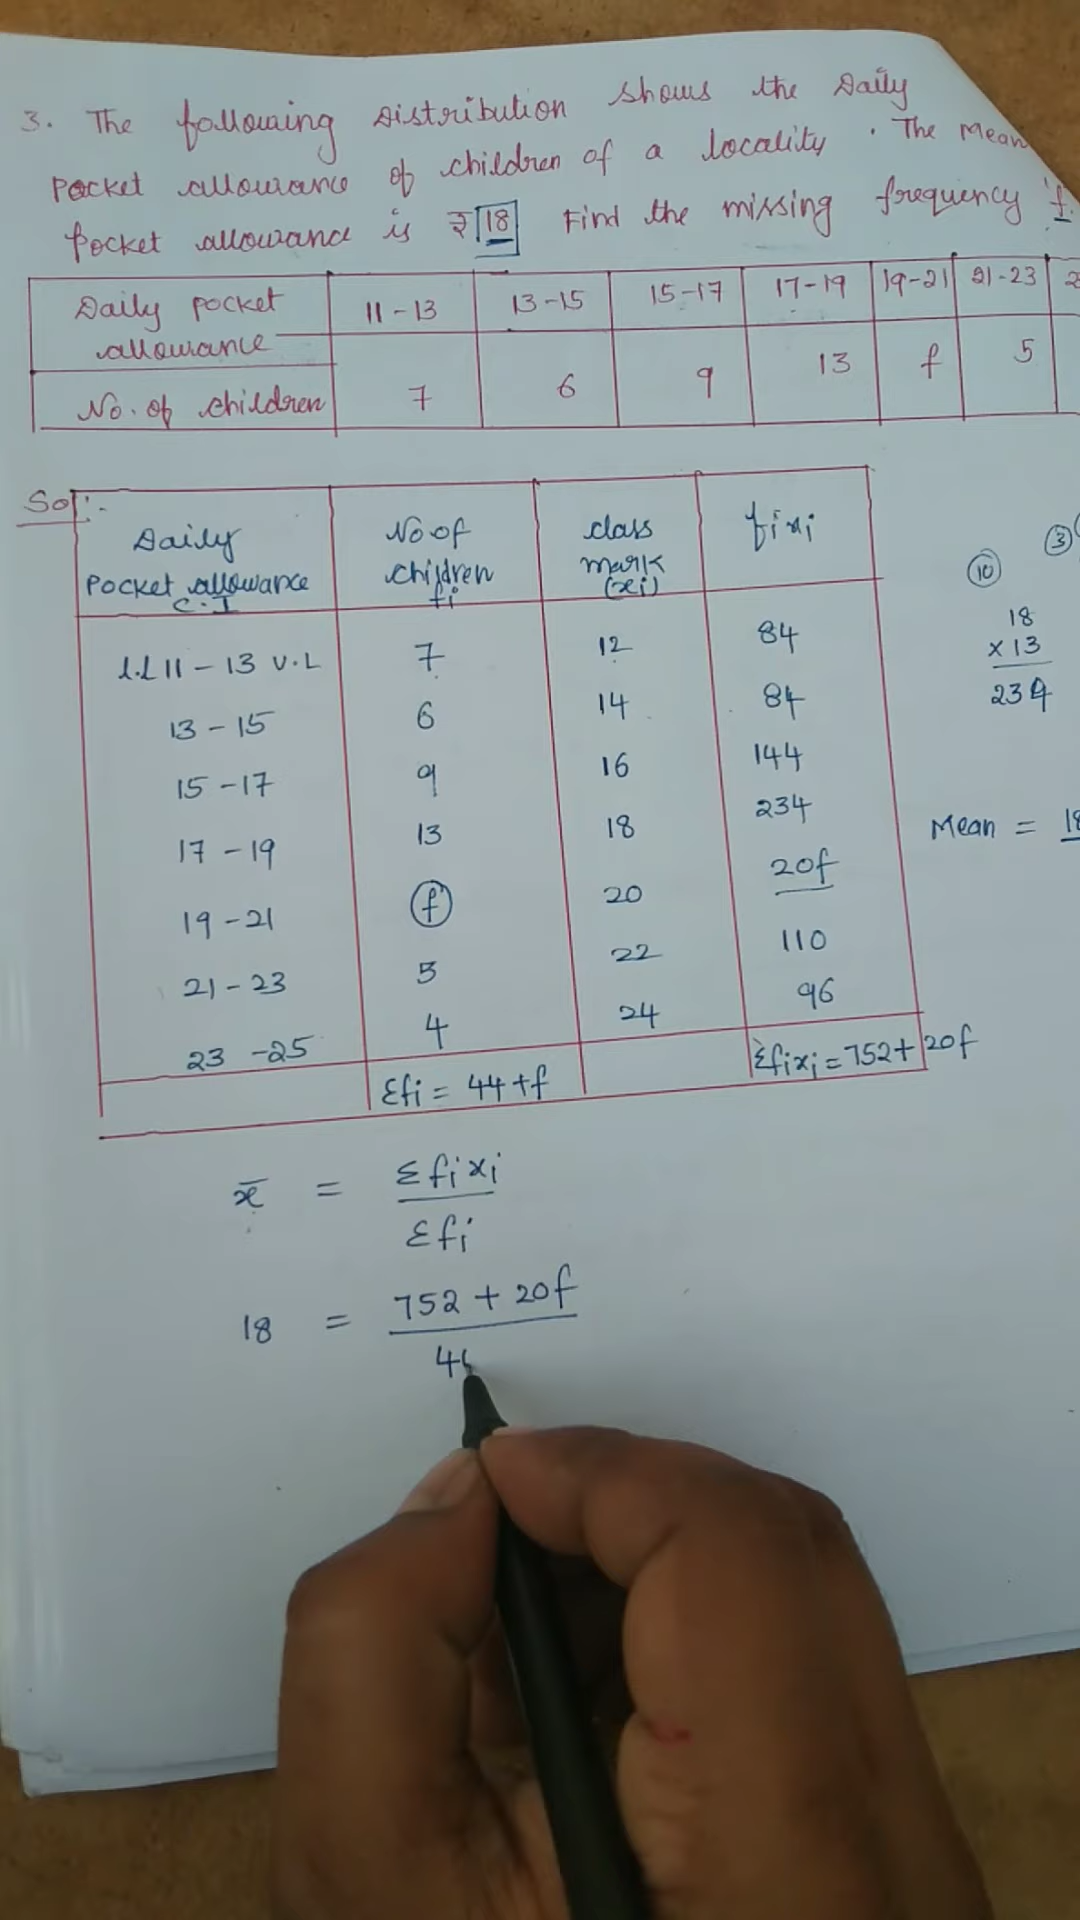 3. The following Distribution shows the Daily
Pocket allowance of children of a locality . The Mean
Pocket allowance is ₹ 18 Find the missing frequency 'f.
Daily pocket allowance 11-13 13-15 15-17 17-19 19-21 21-23 2
No. of children 7 6 9 13 f 5
Sol:-
Daily Pocket allowance C.I No of children fi class mark (xi) fixi
L.L 11 - 13 U.L 7 12 84
13 - 15 6 14 84
15 - 17 9 16 144
17 - 19 13 18 234
19 - 21 f 20 20f
21 - 23 5 22 110
23 - 25 4 24 96
Σfi = 44 + f Σfixi = 752 + 20f
x̄ = Σfixi
Σfi
18 = 752 + 20f
44
10
3
18
× 13
234
Mean = 18